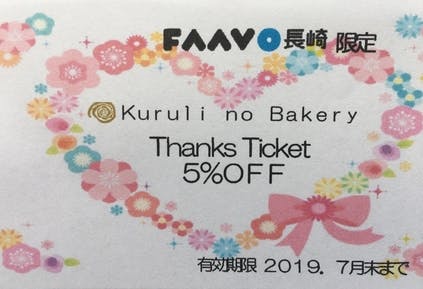 FAAVO長崎 限定
Kuruli no Bakery
Thanks Ticket
5%OFF
有効期限 2019. 7月末まで